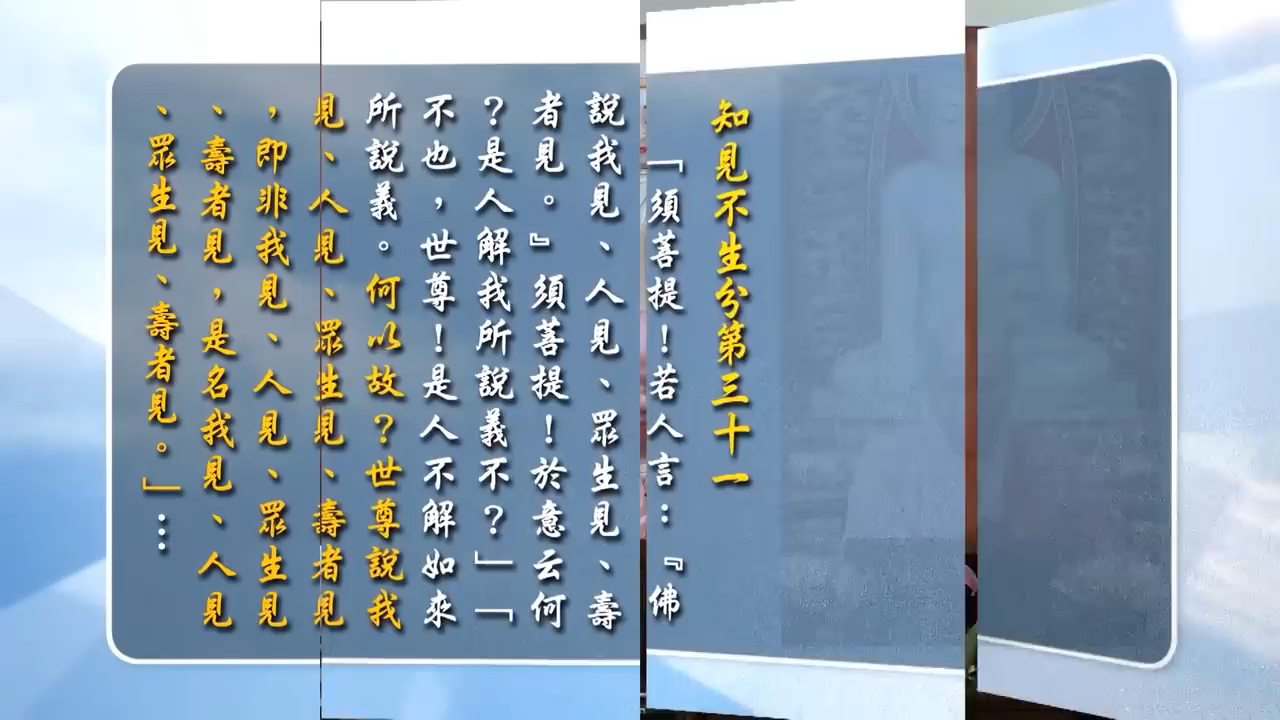 知見不生分第三十一
「須菩提！若人言：『佛
說我見、人見、眾生見、壽
者見。』須菩提！於意云何
？是人解我所說義不？」「
不也，世尊！是人不解如來
所說義。何以故？世尊說我
見、人見、眾生見、壽者見
，即非我見、人見、眾生見
、壽者見，是名我見、人見
、眾生見、壽者見。」…